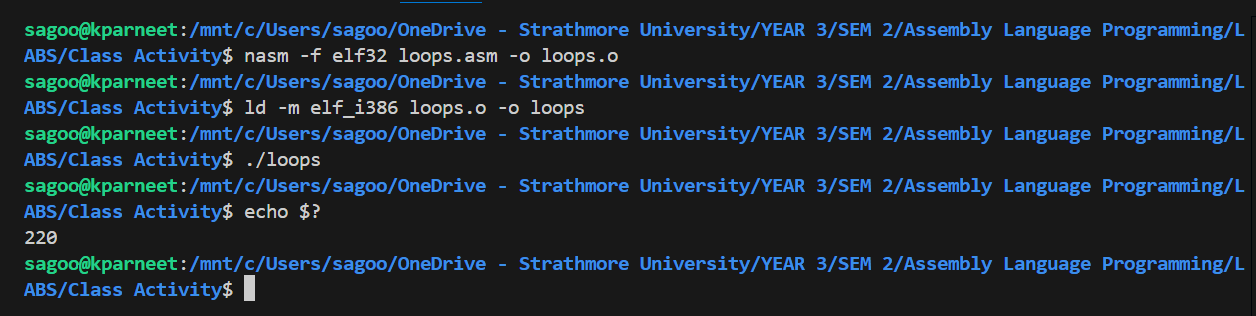 sagoo@kparneet:/mnt/c/Users/sagoo/OneDrive - Strathmore University/YEAR 3/SEM 2/Assembly Language Programming/L
ABS/Class Activity$ nasm -f elf32 loops.asm -o loops.o
sagoo@kparneet:/mnt/c/Users/sagoo/OneDrive - Strathmore University/YEAR 3/SEM 2/Assembly Language Programming/L
ABS/Class Activity$ ld -m elf_i386 loops.o -o loops
sagoo@kparneet:/mnt/c/Users/sagoo/OneDrive - Strathmore University/YEAR 3/SEM 2/Assembly Language Programming/L
ABS/Class Activity$ ./loops
sagoo@kparneet:/mnt/c/Users/sagoo/OneDrive - Strathmore University/YEAR 3/SEM 2/Assembly Language Programming/L
ABS/Class Activity$ echo $?
220
sagoo@kparneet:/mnt/c/Users/sagoo/OneDrive - Strathmore University/YEAR 3/SEM 2/Assembly Language Programming/L
ABS/Class Activity$